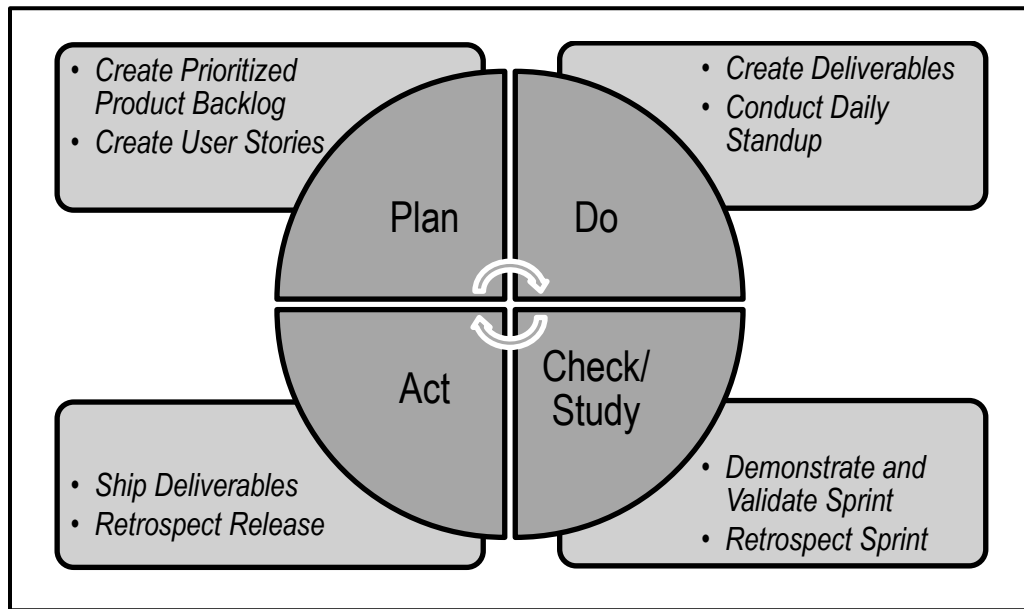 • Create Prioritized
Product Backlog
• Create User Stories
• Create Deliverables
• Conduct Daily
Standup
Plan
Do
Act
Check/
Study
• Ship Deliverables
• Retrospect Release
• Demonstrate and
Validate Sprint
• Retrospect Sprint